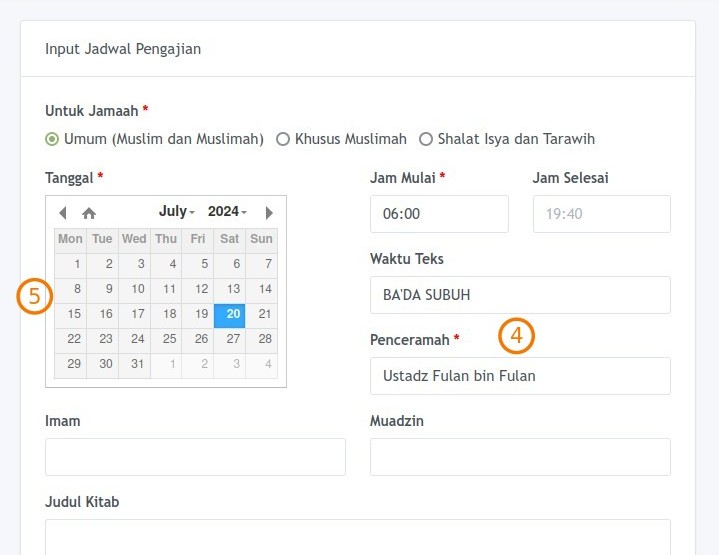 Input Jadwal Pengajian
Untuk Jamaah *
Umum (Muslim dan Muslimah) Khusus Muslimah Shalat Isya dan Tarawih
Tanggal *
July 2024
Mon Tue Wed Thu Fri Sat Sun
1 2 3 4 5 6 7
8 9 10 11 12 13 14
15 16 17 18 19 20 21
22 23 24 25 26 27 28
29 30 31 1 2 3 4
5
Jam Mulai * Jam Selesai
06:00 19:40
Waktu Teks
BA'DA SUBUH
Penceramah * 4
Ustadz Fulan bin Fulan
Imam Muadzin
Judul Kitab